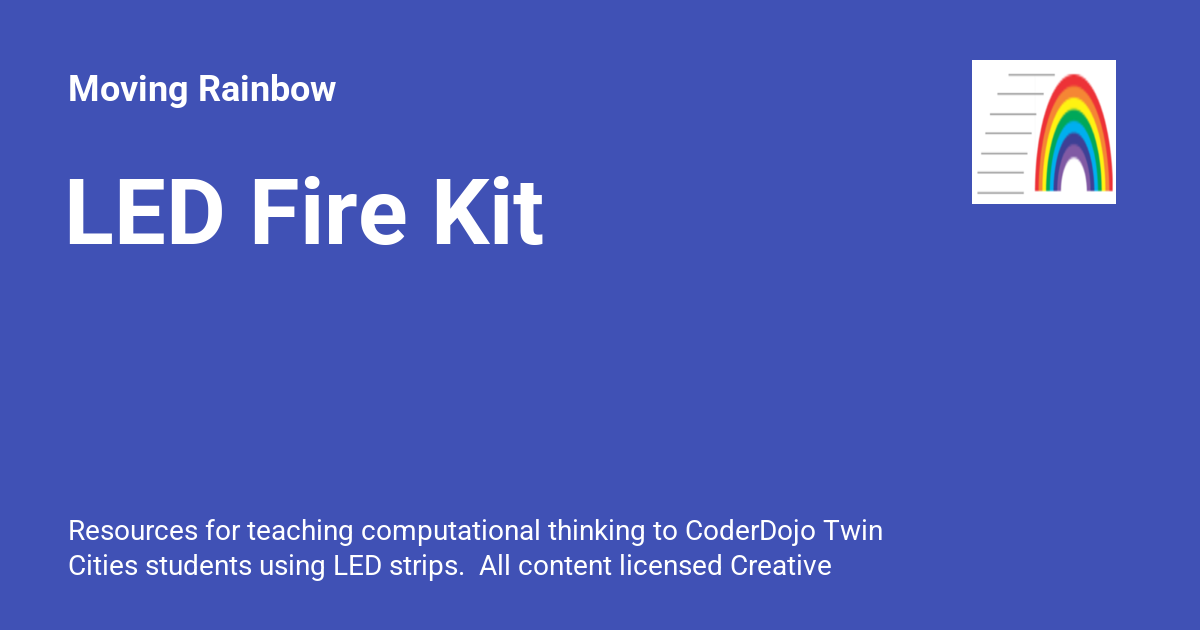 Moving Rainbow
LED Fire Kit
Resources for teaching computational thinking to CoderDojo Twin
Cities students using LED strips.  All content licensed Creative